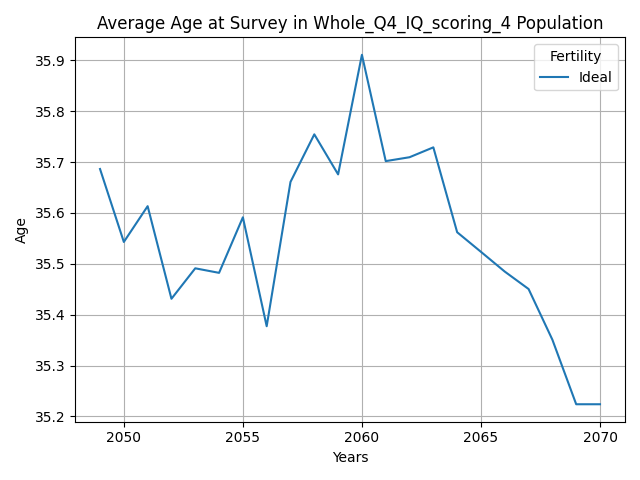 Average Age at Survey in Whole_Q4_IQ_scoring_4 Population
Fertility
Ideal
35.9
35.8
35.7
35.6
35.5
35.4
35.3
35.2
Age
2050 2055 2060 2065 2070
Years